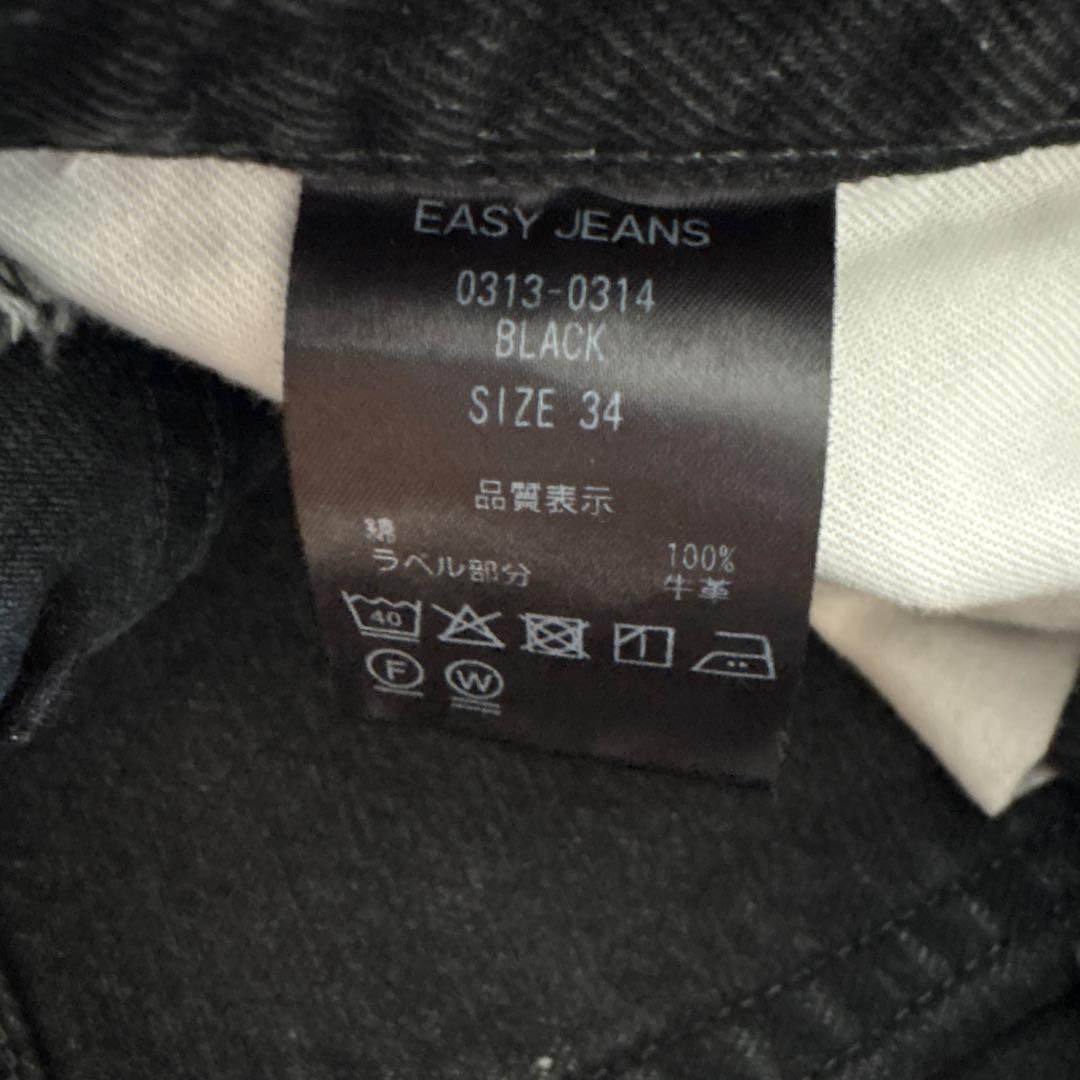 EASY JEANS
0313-0314
BLACK
SIZE 34
品質表示
綿 100%
ラベル部分 牛革
40
F W